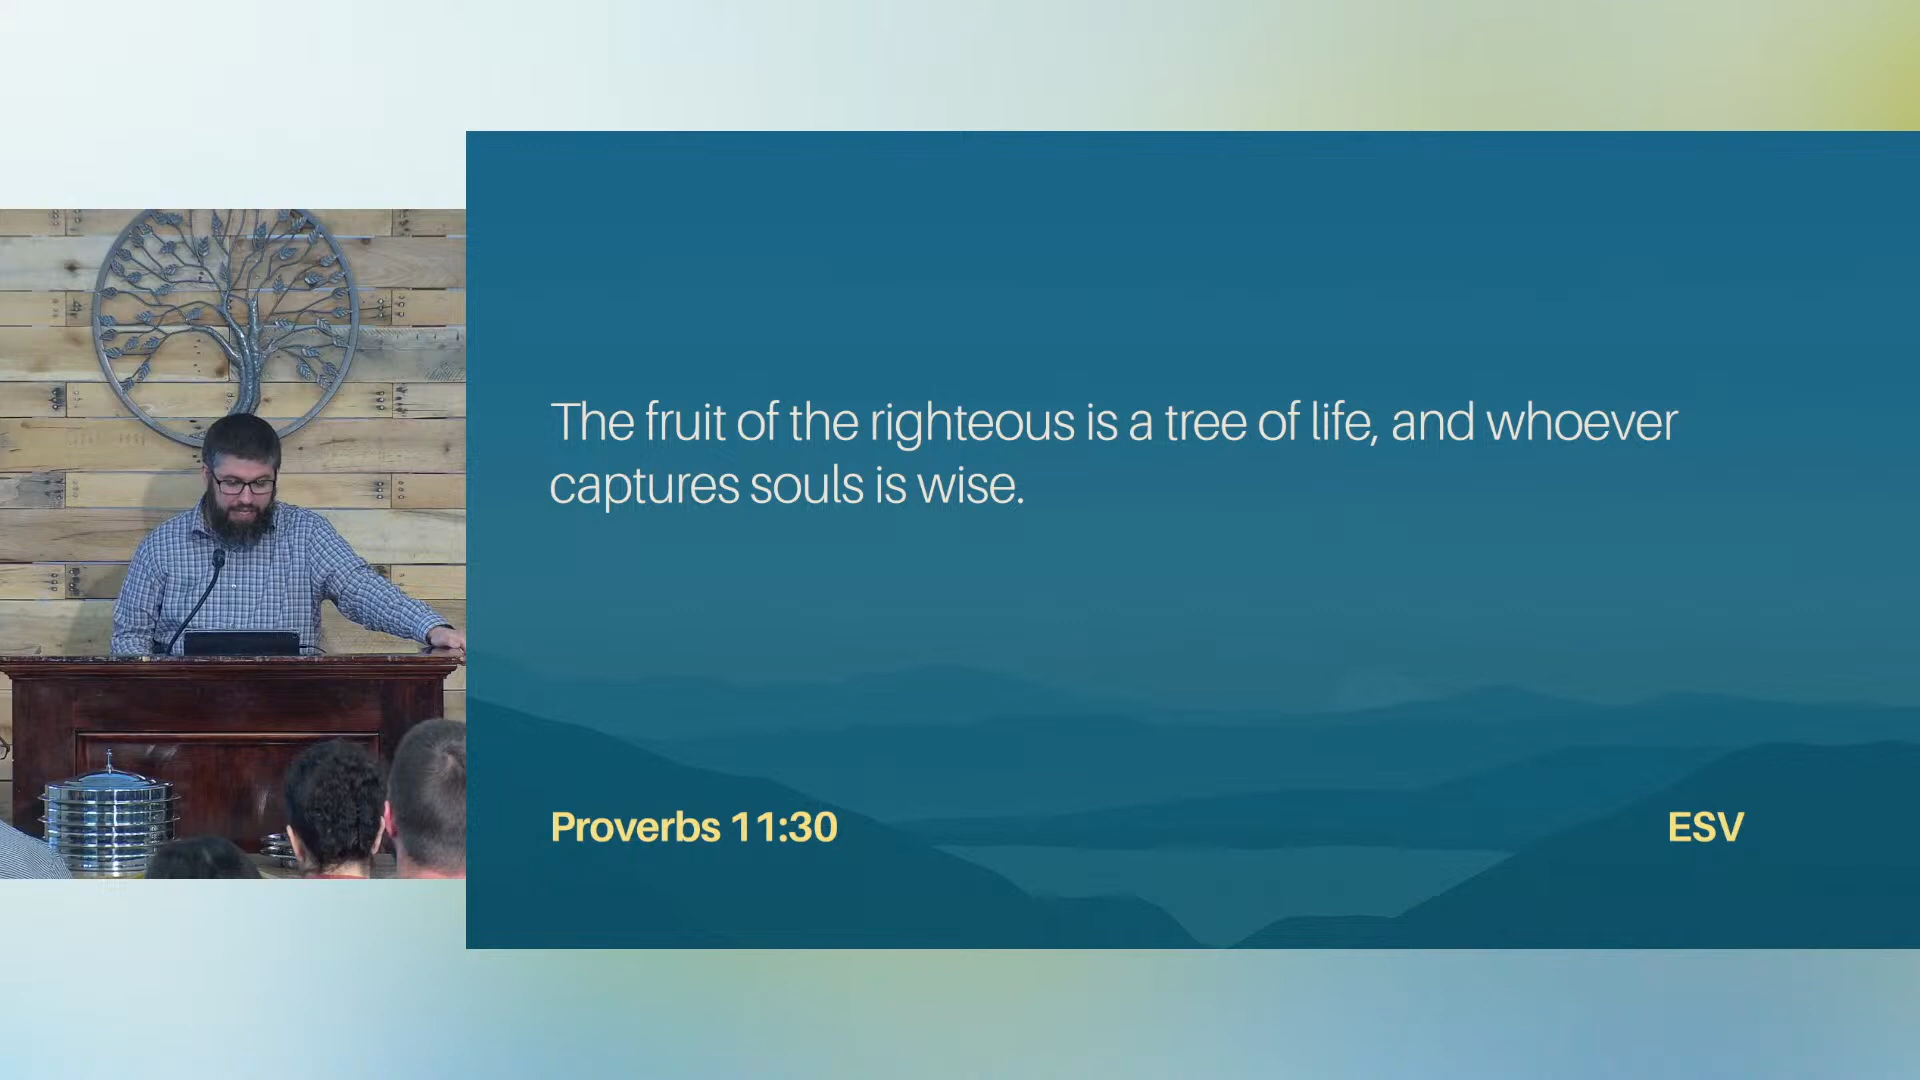 The fruit of the righteous is a tree of life, and whoever
captures souls is wise.
Proverbs 11:30
ESV